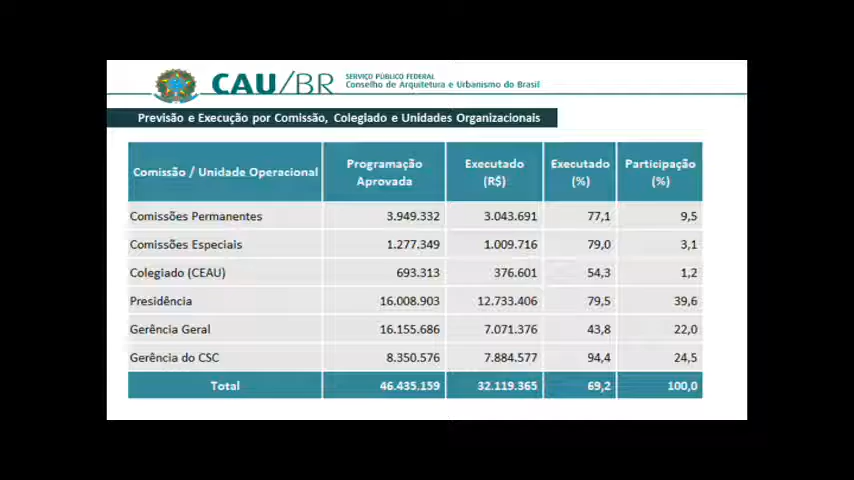 CAU/BR
SERVIÇO PÚBLICO FEDERAL
Conselho de Arquitetura e Urbanismo do Brasil
Previsão e Execução por Comissão, Colegiado e Unidades Organizacionais
Comissão / Unidade Operacional Programação Aprovada Executado (R$) Executado (%) Participação (%)
Comissões Permanentes 3.949.332 3.043.691 77,1 9,5
Comissões Especiais 1.277.349 1.009.716 79,0 3,1
Colegiado (CEAU) 693.313 376.601 54,3 1,2
Presidência 16.008.903 12.733.406 79,5 39,6
Gerência Geral 16.155.686 7.071.376 43,8 22,0
Gerência do CSC 8.350.576 7.884.577 94,4 24,5
Total 46.435.159 32.119.365 69,2 100,0